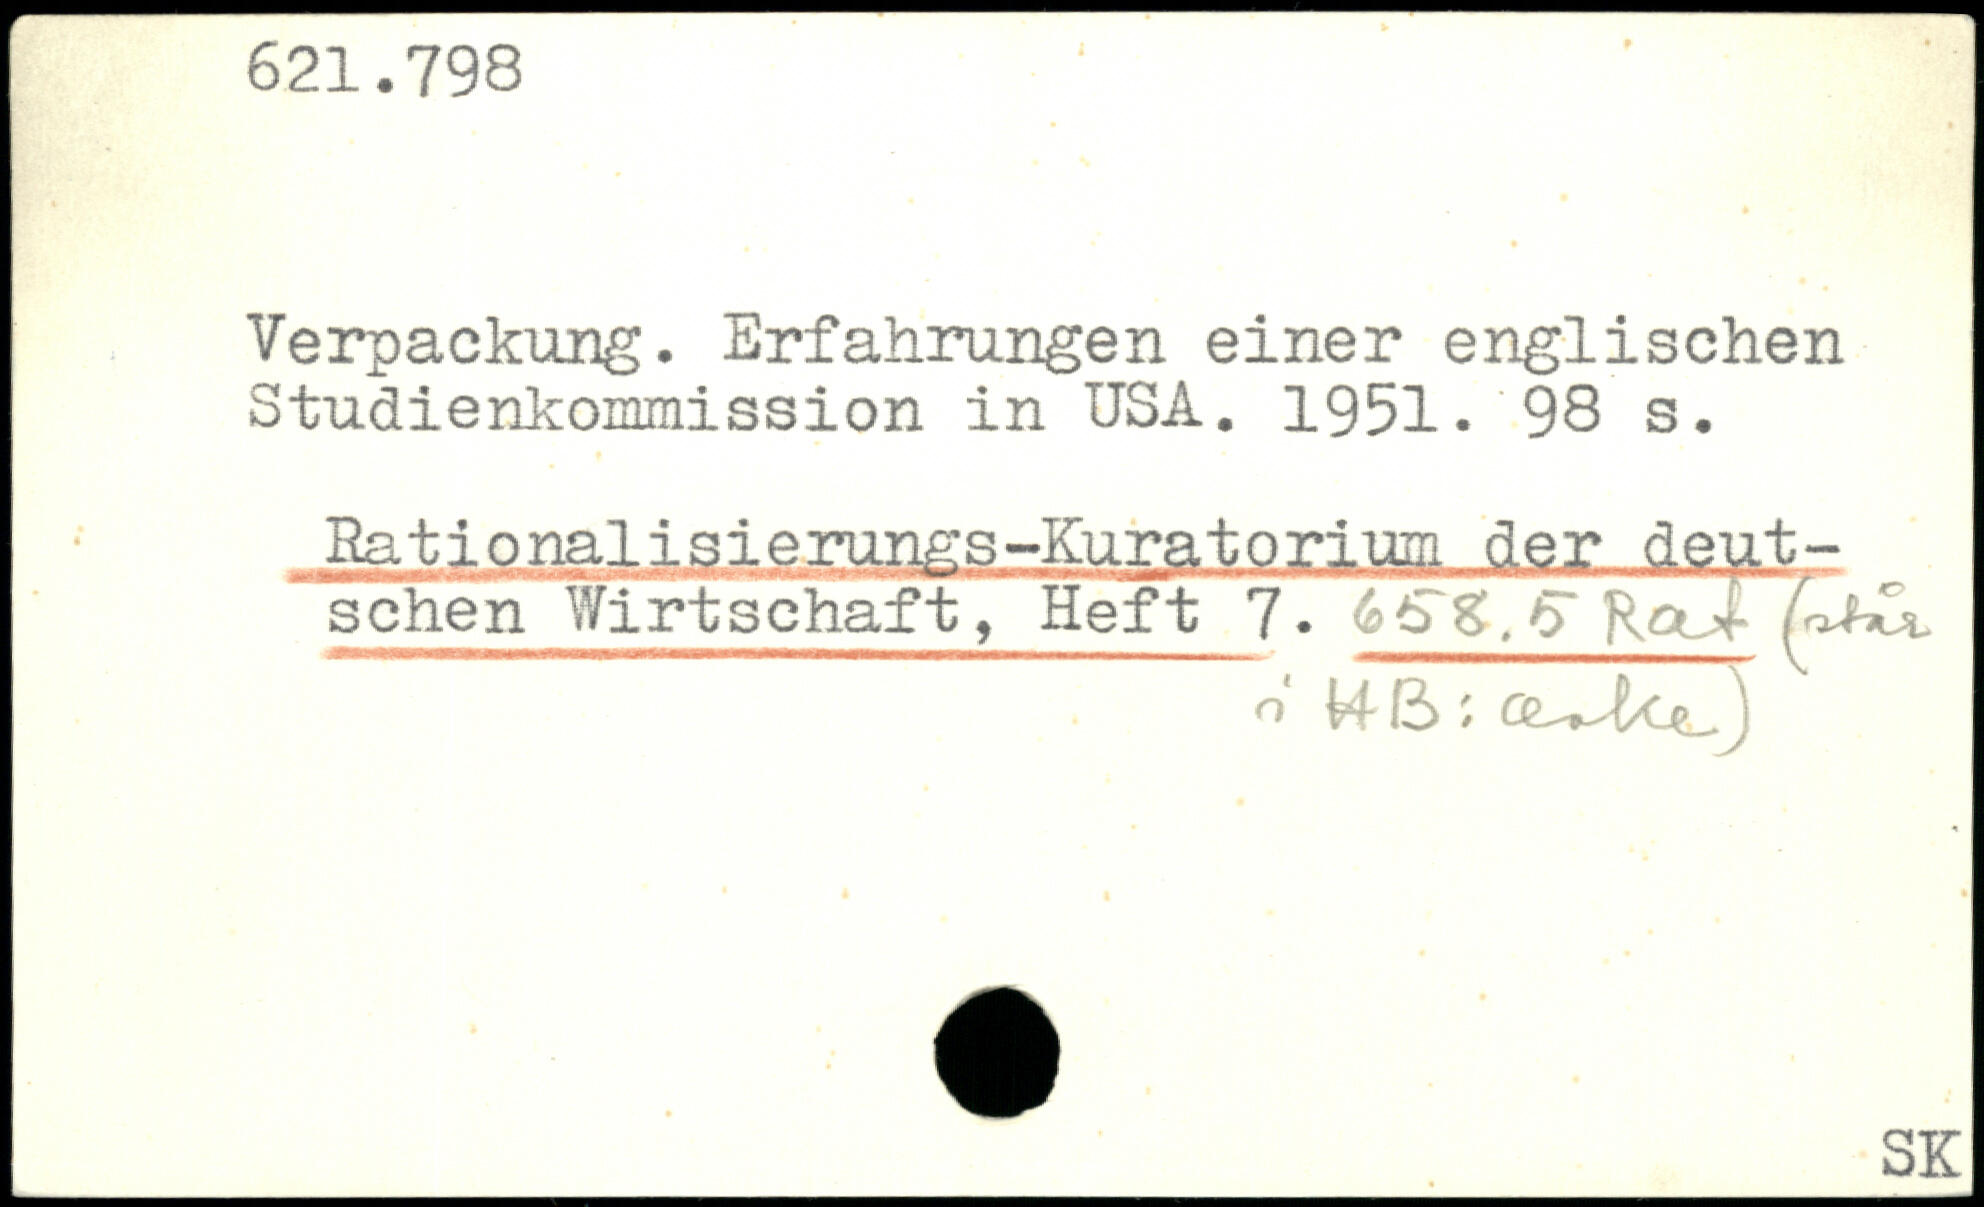 621.798
Verpackung. Erfahrungen einer englischen
Studienkommission in USA. 1951. 98 s.
Rationalisierungs-Kuratorium der deut-
schen Wirtschaft, Heft 7. 658.5 Rat (står
i HB: æske)
SK